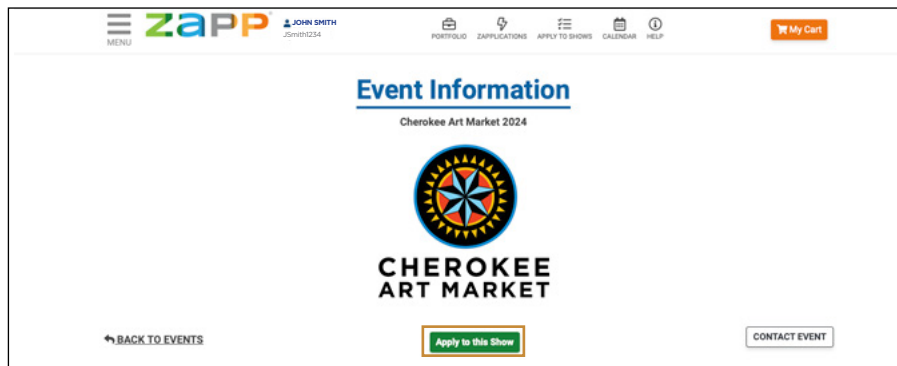 zapp
JOHN SMITH
JSmith1234
MENU
PORTFOLIO ZAPPLICATIONS APPLY TO SHOWS CALENDAR HELP
My Cart
Event Information
Cherokee Art Market 2024
CHEROKEE
ART MARKET
BACK TO EVENTS
Apply to this Show
CONTACT EVENT